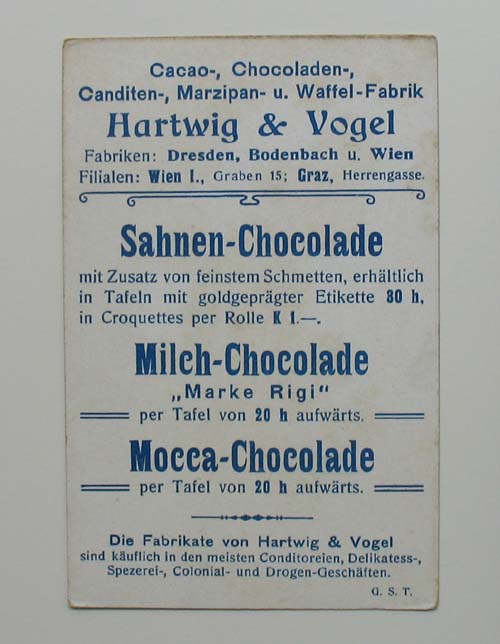 Cacao-, Chocoladen-,
Canditen-, Marzipan- u. Waffel-Fabrik
Hartwig & Vogel
Fabriken: Dresden, Bodenbach u. Wien
Filialen: Wien I., Graben 15; Graz, Herrengasse.
Sahnen-Chocolade
mit Zusatz von feinstem Schmetten, erhältlich
in Tafeln mit goldgeprägter Etikette 30 h,
in Croquettes per Rolle K 1.—.
Milch-Chocolade
„Marke Rigi“
per Tafel von 20 h aufwärts.
Mocca-Chocolade
per Tafel von 20 h aufwärts.
Die Fabrikate von Hartwig & Vogel
sind käuflich in den meisten Conditoreien, Delikatess-,
Spezerei-, Colonial- und Drogen-Geschäften.
G. S. T.